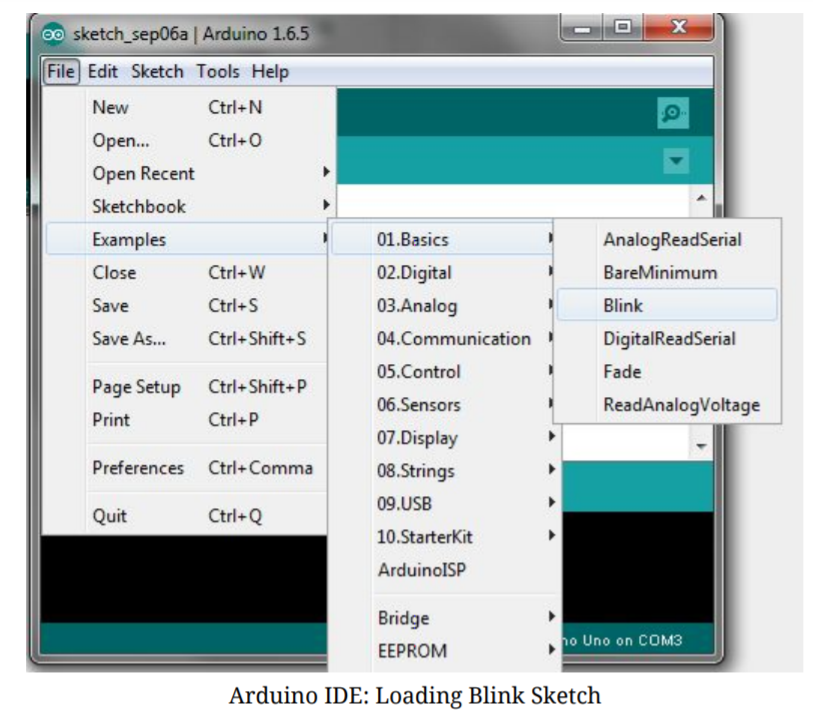 sketch_sep06a | Arduino 1.6.5
File Edit Sketch Tools Help
New Ctrl+N
Open... Ctrl+O
Open Recent
Sketchbook
Examples
Close Ctrl+W
Save Ctrl+S
Save As... Ctrl+Shift+S
Page Setup Ctrl+Shift+P
Print Ctrl+P
Preferences Ctrl+Comma
Quit Ctrl+Q
01.Basics
02.Digital
03.Analog
04.Communication
05.Control
06.Sensors
07.Display
08.Strings
09.USB
10.StarterKit
ArduinoISP
Bridge
EEPROM
AnalogReadSerial
BareMinimum
Blink
DigitalReadSerial
Fade
ReadAnalogVoltage
no Uno on COM3
Arduino IDE: Loading Blink Sketch